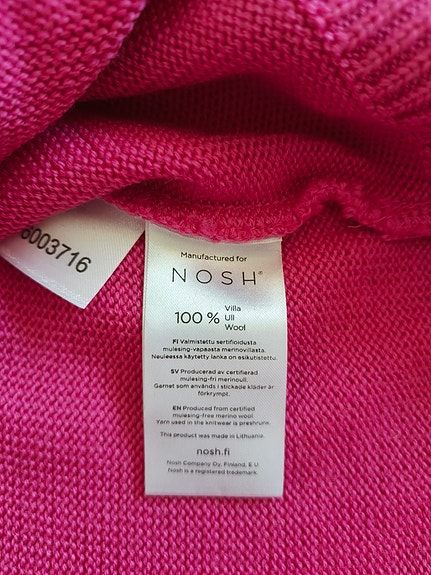 6003716
Manufactured for
NOSH®
100 % Villa
Ull
Wool
FI Valmistettu sertifioidusta
mulesing-vapaasta merinovillasta.
Neuleessa käytetty lanka on esikutistettu.
SV Producerad av certifierad
mulesing-fri merinoull.
Garnet som används i stickade kläder är
förkrympt.
EN Produced from certified
mulesing-free merino wool.
Yarn used in the knitwear is preshrunk.
This product was made in Lithuania.
nosh.fi
Nosh Company Oy, Finland, E.U.
Nosh is a registered trademark.